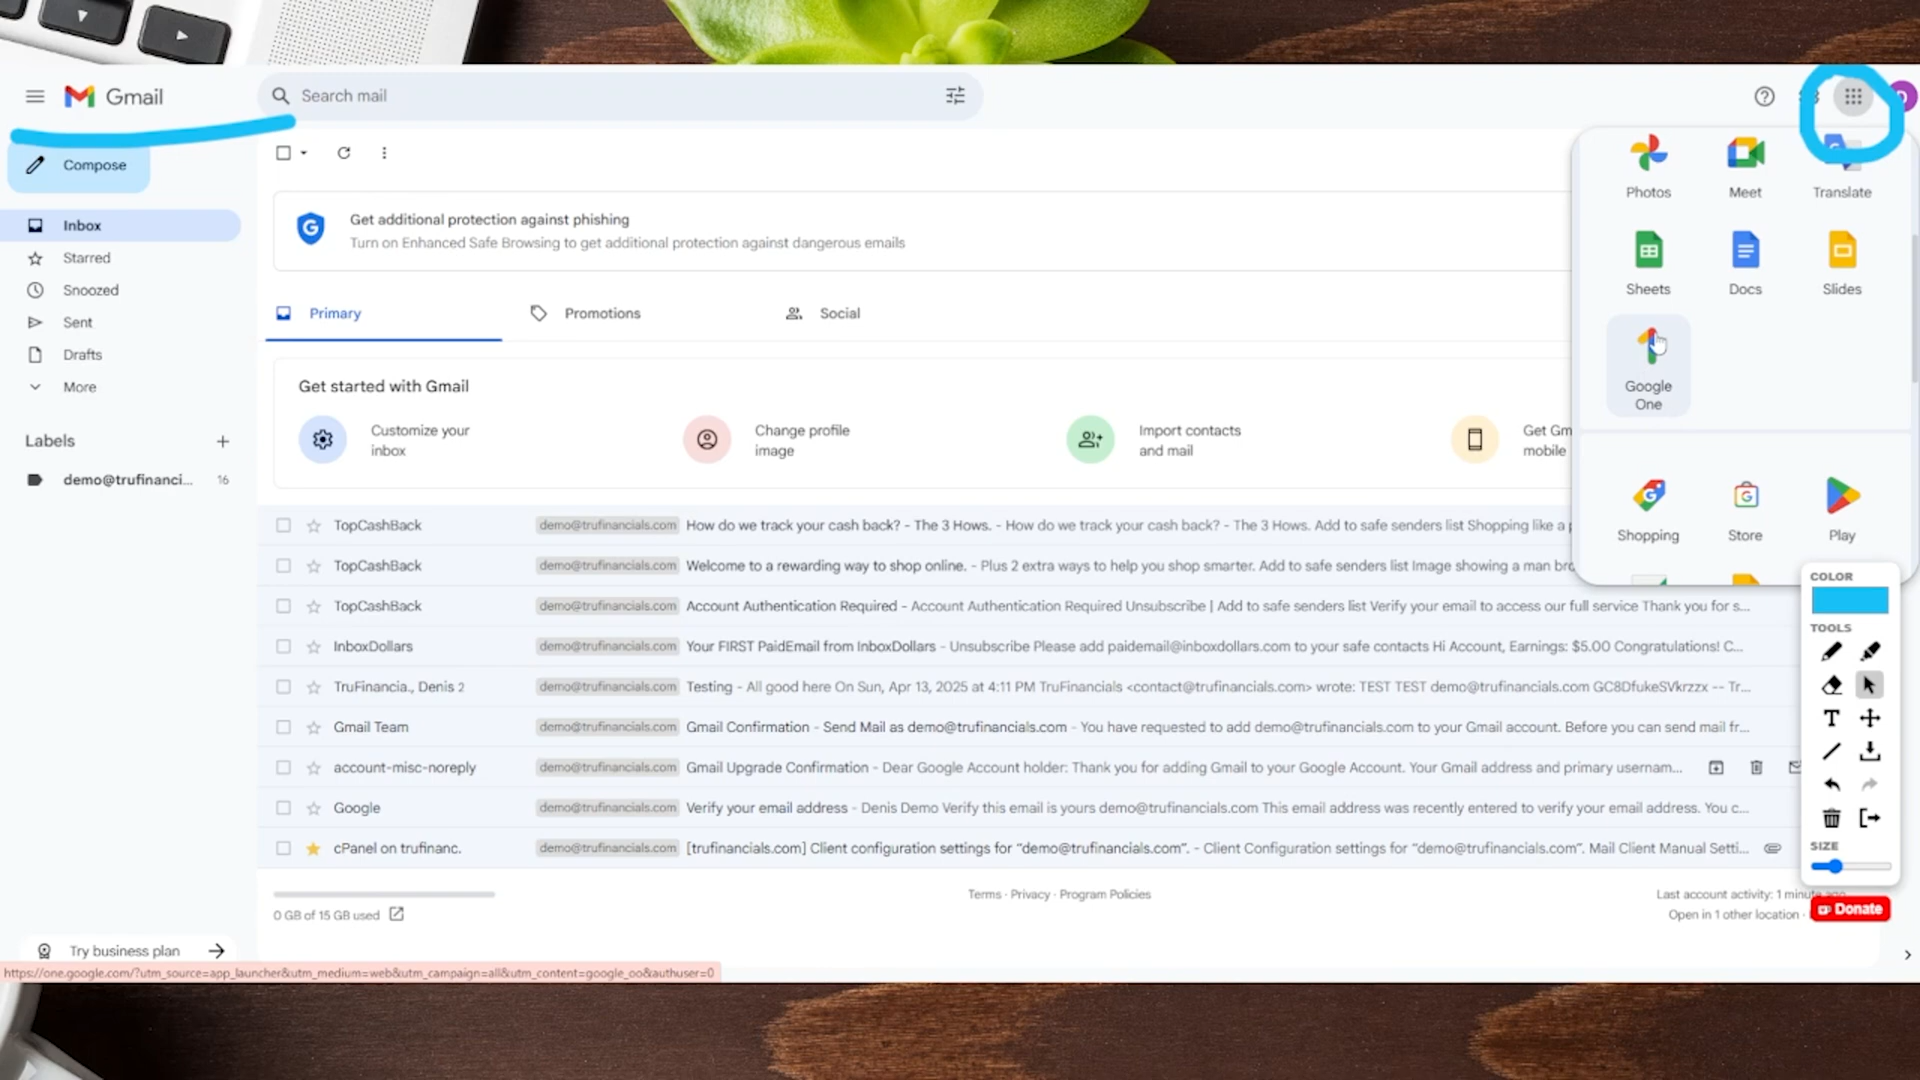 Gmail
Search mail
Compose
Inbox
Starred
Snoozed
Sent
Drafts
More
Labels
demo@trufinanci... 16
Get additional protection against phishing
Turn on Enhanced Safe Browsing to get additional protection against dangerous emails
Primary
Promotions
Social
Get started with Gmail
Customize your
inbox
Change profile
image
Import contacts
and mail
Get Gm
mobile
TopCashBack demo@trufinancials.com How do we track your cash back? - The 3 Hows. - How do we track your cash back? - The 3 Hows. Add to safe senders list Shopping like a
TopCashBack demo@trufinancials.com Welcome to a rewarding way to shop online. - Plus 2 extra ways to help you shop smarter. Add to safe senders list Image showing a man
TopCashBack demo@trufinancials.com Account Authentication Required - Account Authentication Required Unsubscribe | Add to safe senders list Verify your email to access our full service Thank you for s...
InboxDollars demo@trufinancials.com Your FIRST PaidEmail from InboxDollars - Unsubscribe Please add paidemail@inboxdollars.com to your safe contacts Hi Account, Earnings: $5.00 Congratulations! C...
TruFinancia., Denis 2 demo@trufinancials.com Testing - All good here On Sun, Apr 13, 2025 at 4:11 PM TruFinancials <contact@trufinancials.com> wrote: TEST TEST demo@trufinancials.com GC8DfukeSVkrzzx -- Tr...
Gmail Team demo@trufinancials.com Gmail Confirmation - Send Mail as demo@trufinancials.com - You have requested to add demo@trufinancials.com to your Gmail account. Before you can send mail fr...
account-misc-noreply demo@trufinancials.com Gmail Upgrade Confirmation - Dear Google Account holder: Thank you for adding Gmail to your Google Account. Your Gmail address and primary usernam...
Google demo@trufinancials.com Verify your email address - Denis Demo Verify this email is yours demo@trufinancials.com This email address was recently entered to verify your email address. You c...
cPanel on trufinanc. demo@trufinancials.com [trufinancials.com] Client configuration settings for “demo@trufinancials.com”. - Client Configuration settings for “demo@trufinancials.com”. Mail Client Manual Setti...
0 GB of 15 GB used
Terms · Privacy · Program Policies
Last account activity: 1 minute ago
Open in 1 other location ·
Try business plan
https://one.google.com/?utm_source=app_launcher&utm_medium=web&utm_campaign=all&utm_content=google_oo&authuser=0
Photos
Meet
Translate
Sheets
Docs
Slides
Google
One
Shopping
Store
Play
COLOR
TOOLS
SIZE
Donate